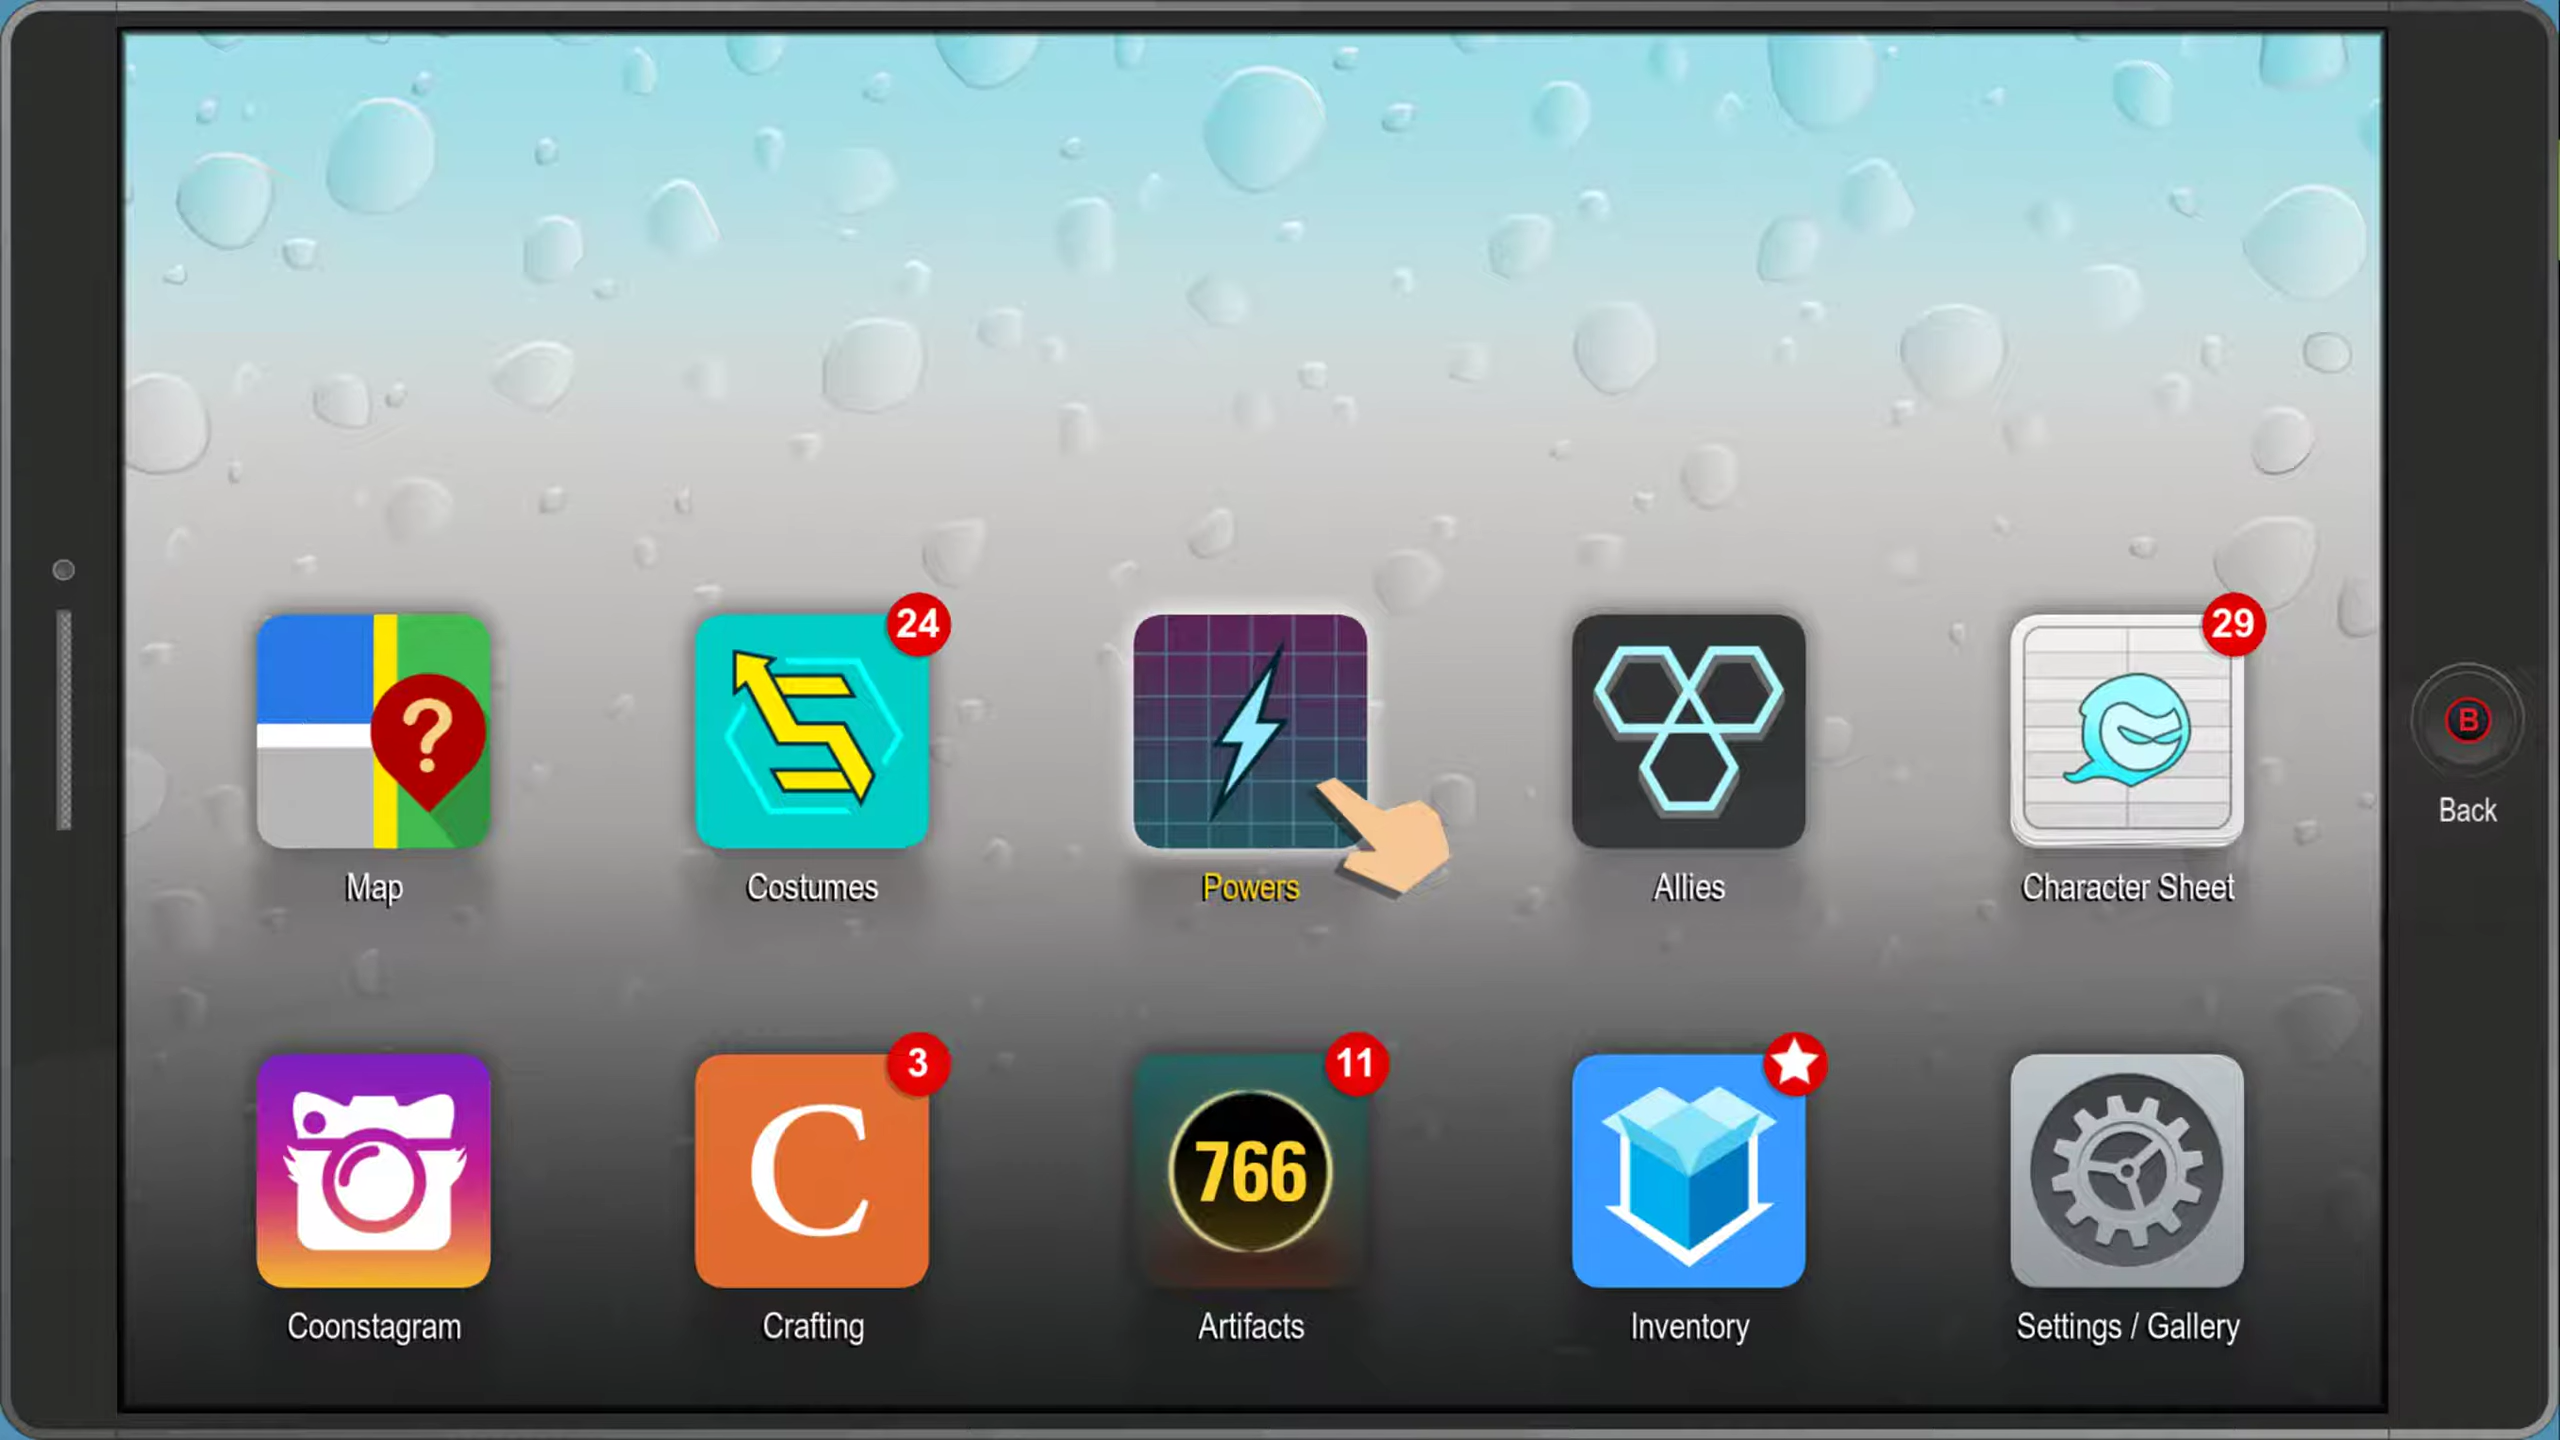 24
29
?
B
Back
Map
Costumes
Powers
Allies
Character Sheet
3
11
C
766
Coonstagram
Crafting
Artifacts
Inventory
Settings / Gallery